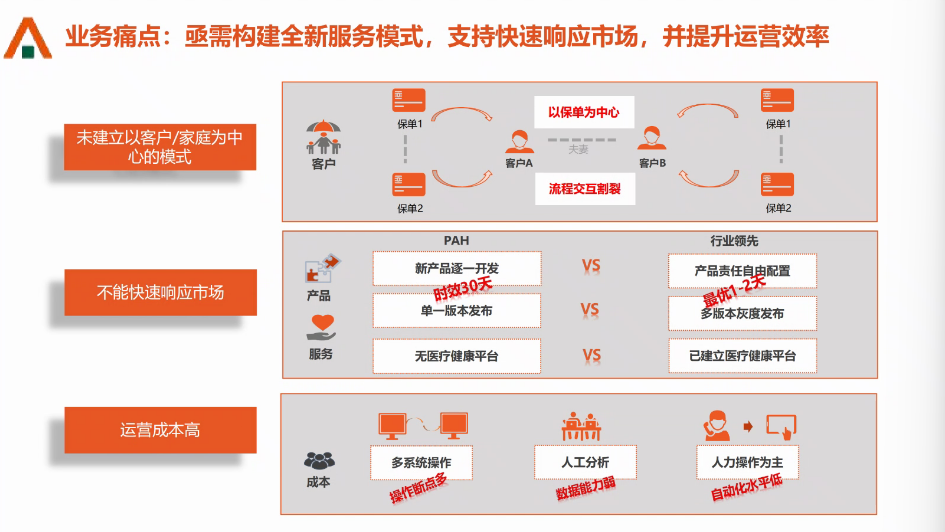 业务痛点：亟需构建全新服务模式，支持快速响应市场，并提升运营效率
未建立以客户/家庭为中
心的模式
客户
保单1
保单2
客户A
以保单为中心
夫妻
流程交互割裂
客户B
保单1
保单2
不能快速响应市场
PAH
行业领先
产品
新产品逐一开发
VS
产品责任自由配置
时效30天
最优1-2天
单一版本发布
VS
多版本灰度发布
服务
无医疗健康平台
VS
已建立医疗健康平台
运营成本高
成本
多系统操作
人工分析
人力操作为主
操作断点多
数据能力弱
自动化水平低